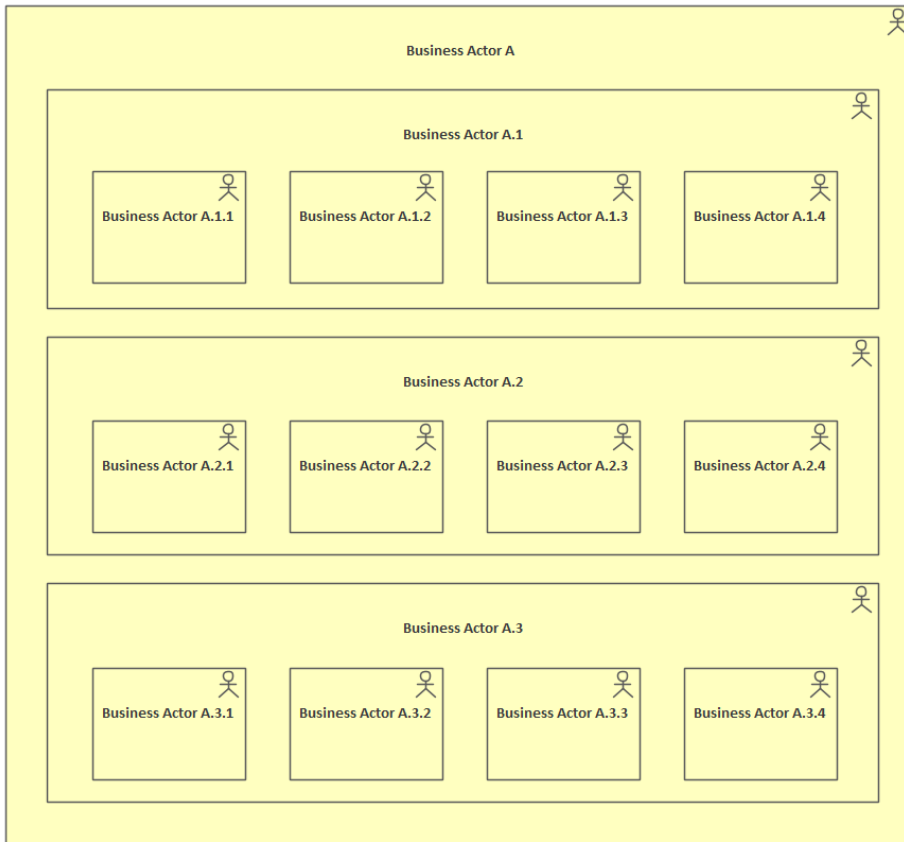 Business Actor A
Business Actor A.1
Business Actor A.1.1
Business Actor A.1.2
Business Actor A.1.3
Business Actor A.1.4
Business Actor A.2
Business Actor A.2.1
Business Actor A.2.2
Business Actor A.2.3
Business Actor A.2.4
Business Actor A.3
Business Actor A.3.1
Business Actor A.3.2
Business Actor A.3.3
Business Actor A.3.4